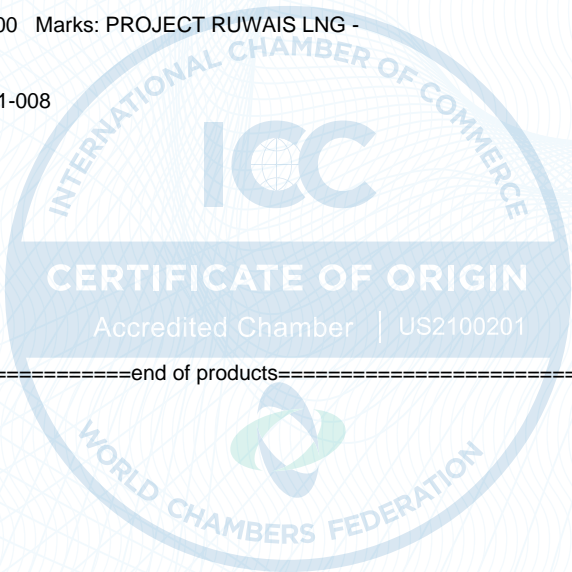 00 Marks: PROJECT RUWAIS LNG -
INTERNATIONAL CHAMBER OF COMMERCE
1-008
ICC
CERTIFICATE OF ORIGIN
Accredited Chamber | US2100201
===========end of products========================
WORLD CHAMBERS FEDERATION